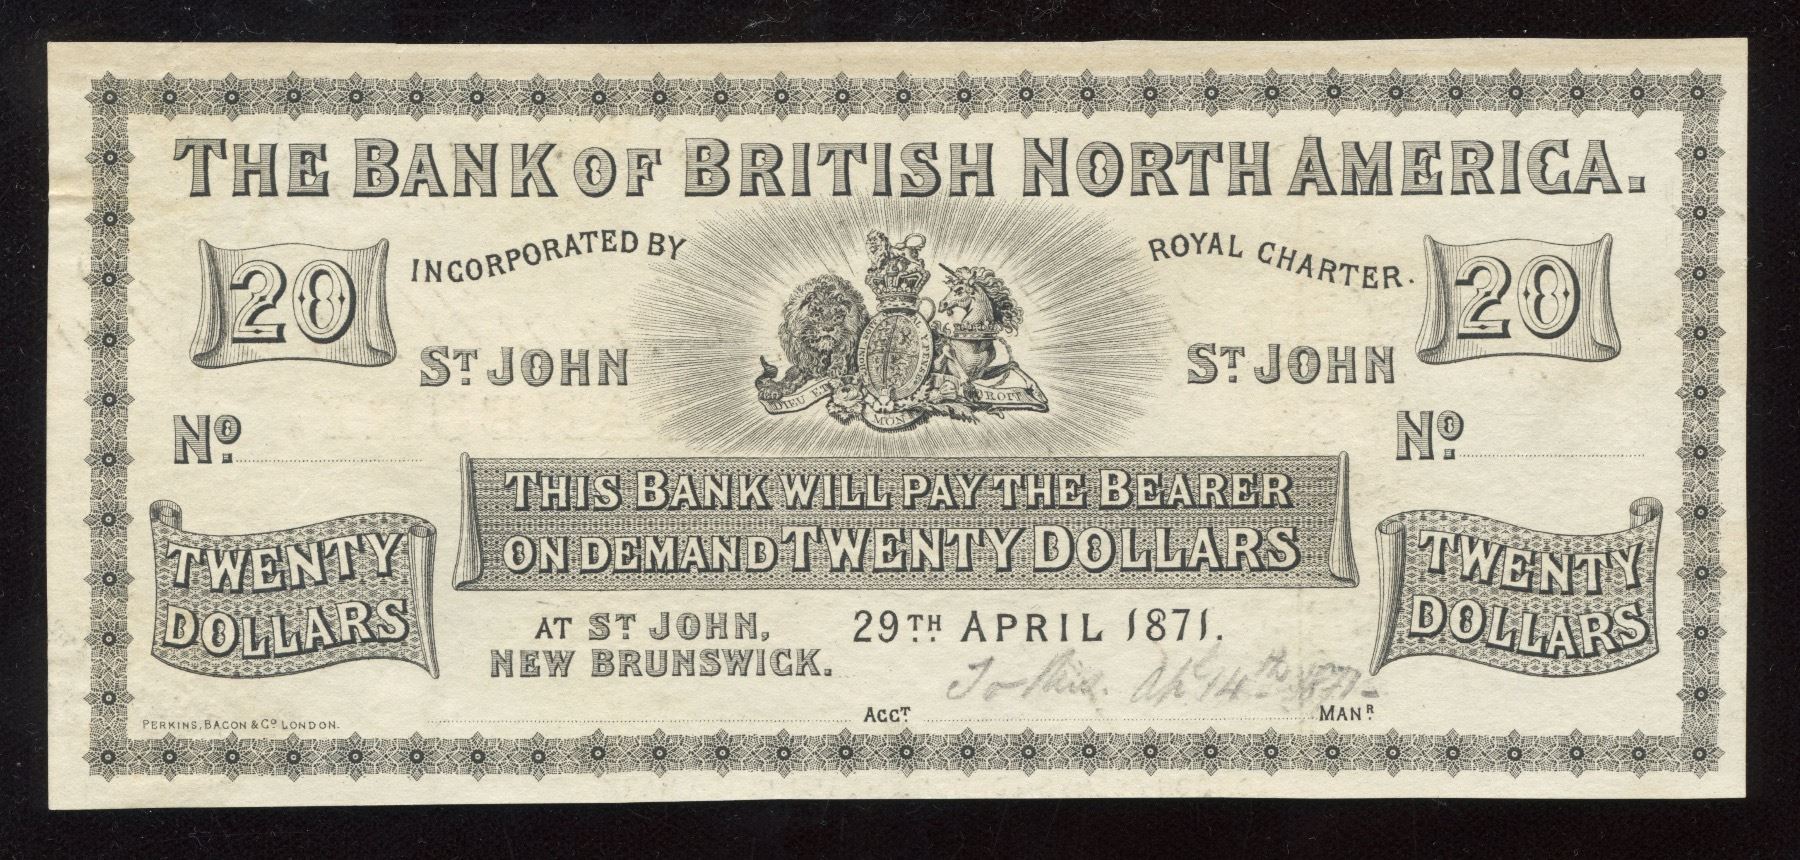 THE BANK OF BRITISH NORTH AMERICA.
INCORPORATED BY ROYAL CHARTER.
20 20
ST. JOHN ST. JOHN
DIEU ET MON DROIT
No. No.
THIS BANK WILL PAY THE BEARER
ON DEMAND TWENTY DOLLARS
TWENTY DOLLARS
TWENTY DOLLARS
AT ST. JOHN, 29TH APRIL 1871.
NEW BRUNSWICK.
14th
PERKINS, BACON & Co. LONDON.
ACCT. MANR.